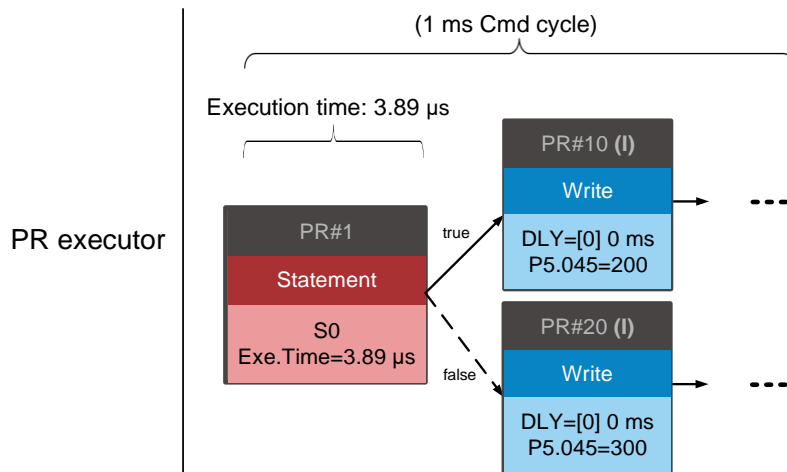 (1 ms Cmd cycle)
Execution time: 3.89 µs
PR executor
PR#1
Statement
S0
Exe.Time=3.89 µs
true
false
PR#10 (I)
Write
DLY=[0] 0 ms
P5.045=200
PR#20 (I)
Write
DLY=[0] 0 ms
P5.045=300